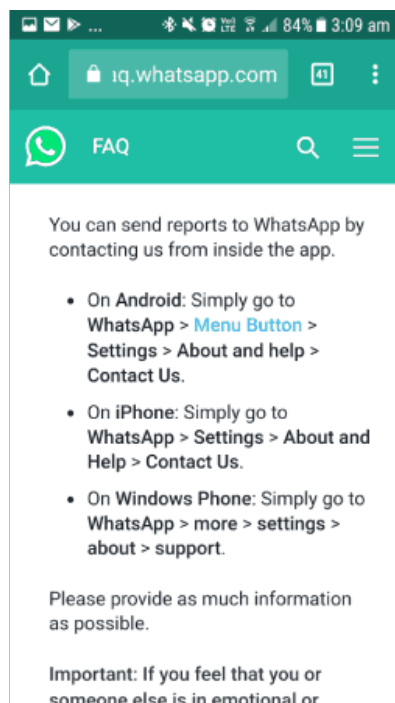 ... Vo) LTE 84% 3:09 am
ıq.whatsapp.com 41
FAQ
You can send reports to WhatsApp by
contacting us from inside the app.
• On Android: Simply go to
WhatsApp > Menu Button >
Settings > About and help >
Contact Us.
• On iPhone: Simply go to
WhatsApp > Settings > About and
Help > Contact Us.
• On Windows Phone: Simply go to
WhatsApp > more > settings >
about > support.
Please provide as much information
as possible.
Important: If you feel that you or
someone else is in emotional or